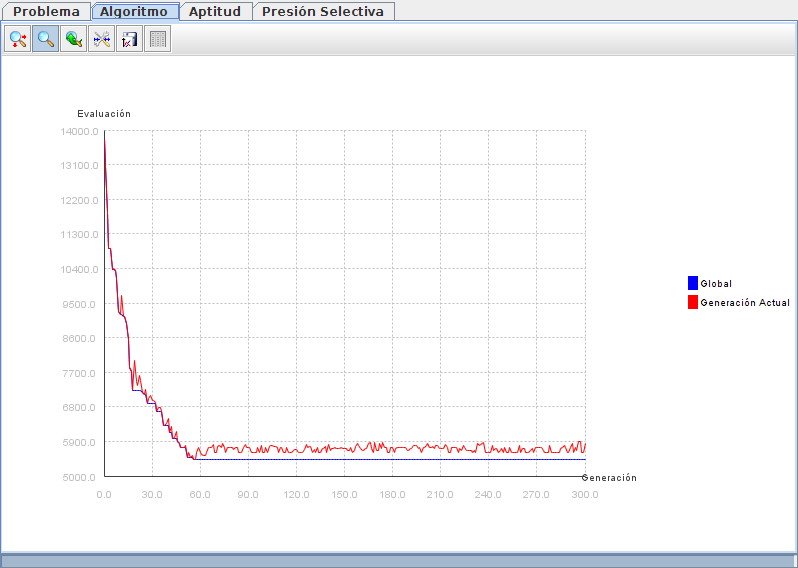 Problema Algoritmo Aptitud Presión Selectiva
Evaluación
14000.0
13100.0
12200.0
11300.0
10400.0
9500.0
8600.0
7700.0
6800.0
5900.0
5000.0
Global
Generación Actual
Generación
0.0 30.0 60.0 90.0 120.0 150.0 180.0 210.0 240.0 270.0 300.0